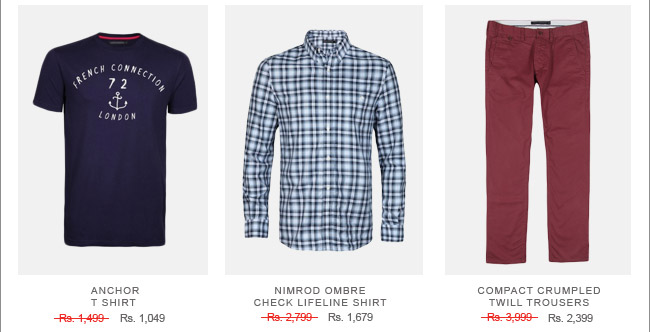 FRENCH CONNECTION
72
LONDON
ANCHOR
T SHIRT
Rs. 1,499 Rs. 1,049
NIMROD OMBRE
CHECK LIFELINE SHIRT
Rs. 2,799 Rs. 1,679
COMPACT CRUMPLED
TWILL TROUSERS
Rs. 3,999 Rs. 2,399